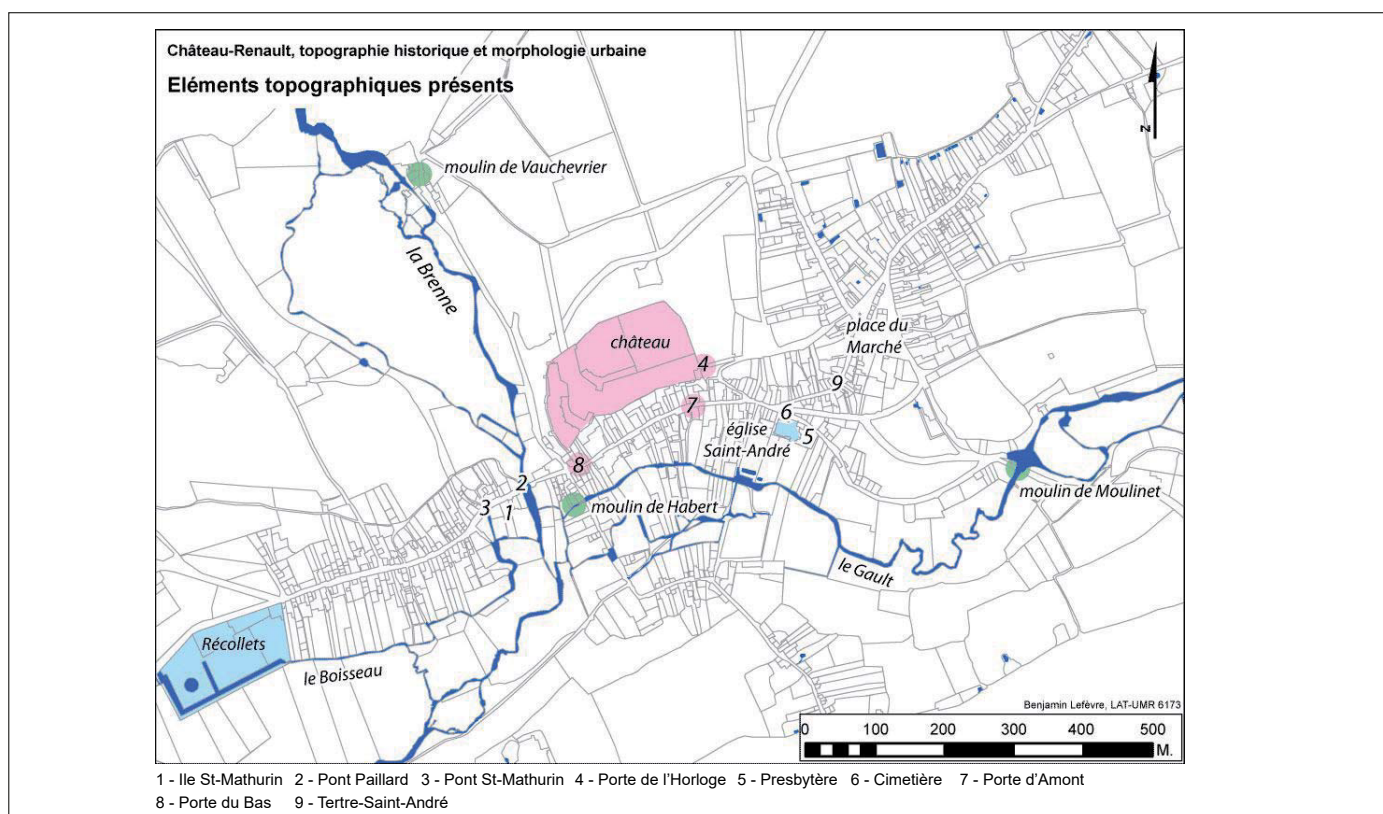 Château-Renault, topographie historique et morphologie urbaine
Eléments topographiques présents
N
moulin de Vauchevrier
la Brenne
château
place du
Marché
4
9
7
6
église
Saint-André
5
8
2
moulin de Moulinet
3
1
moulin de Habert
le Gault
Récollets
le Boisseau
Benjamin Lefèvre, LAT-UMR 6173
0 100 200 300 400 500
M.
1 - Ile St-Mathurin 2 - Pont Paillard 3 - Pont St-Mathurin 4 - Porte de l'Horloge 5 - Presbytère 6 - Cimetière 7 - Porte d'Amont
8 - Porte du Bas 9 - Tertre-Saint-André